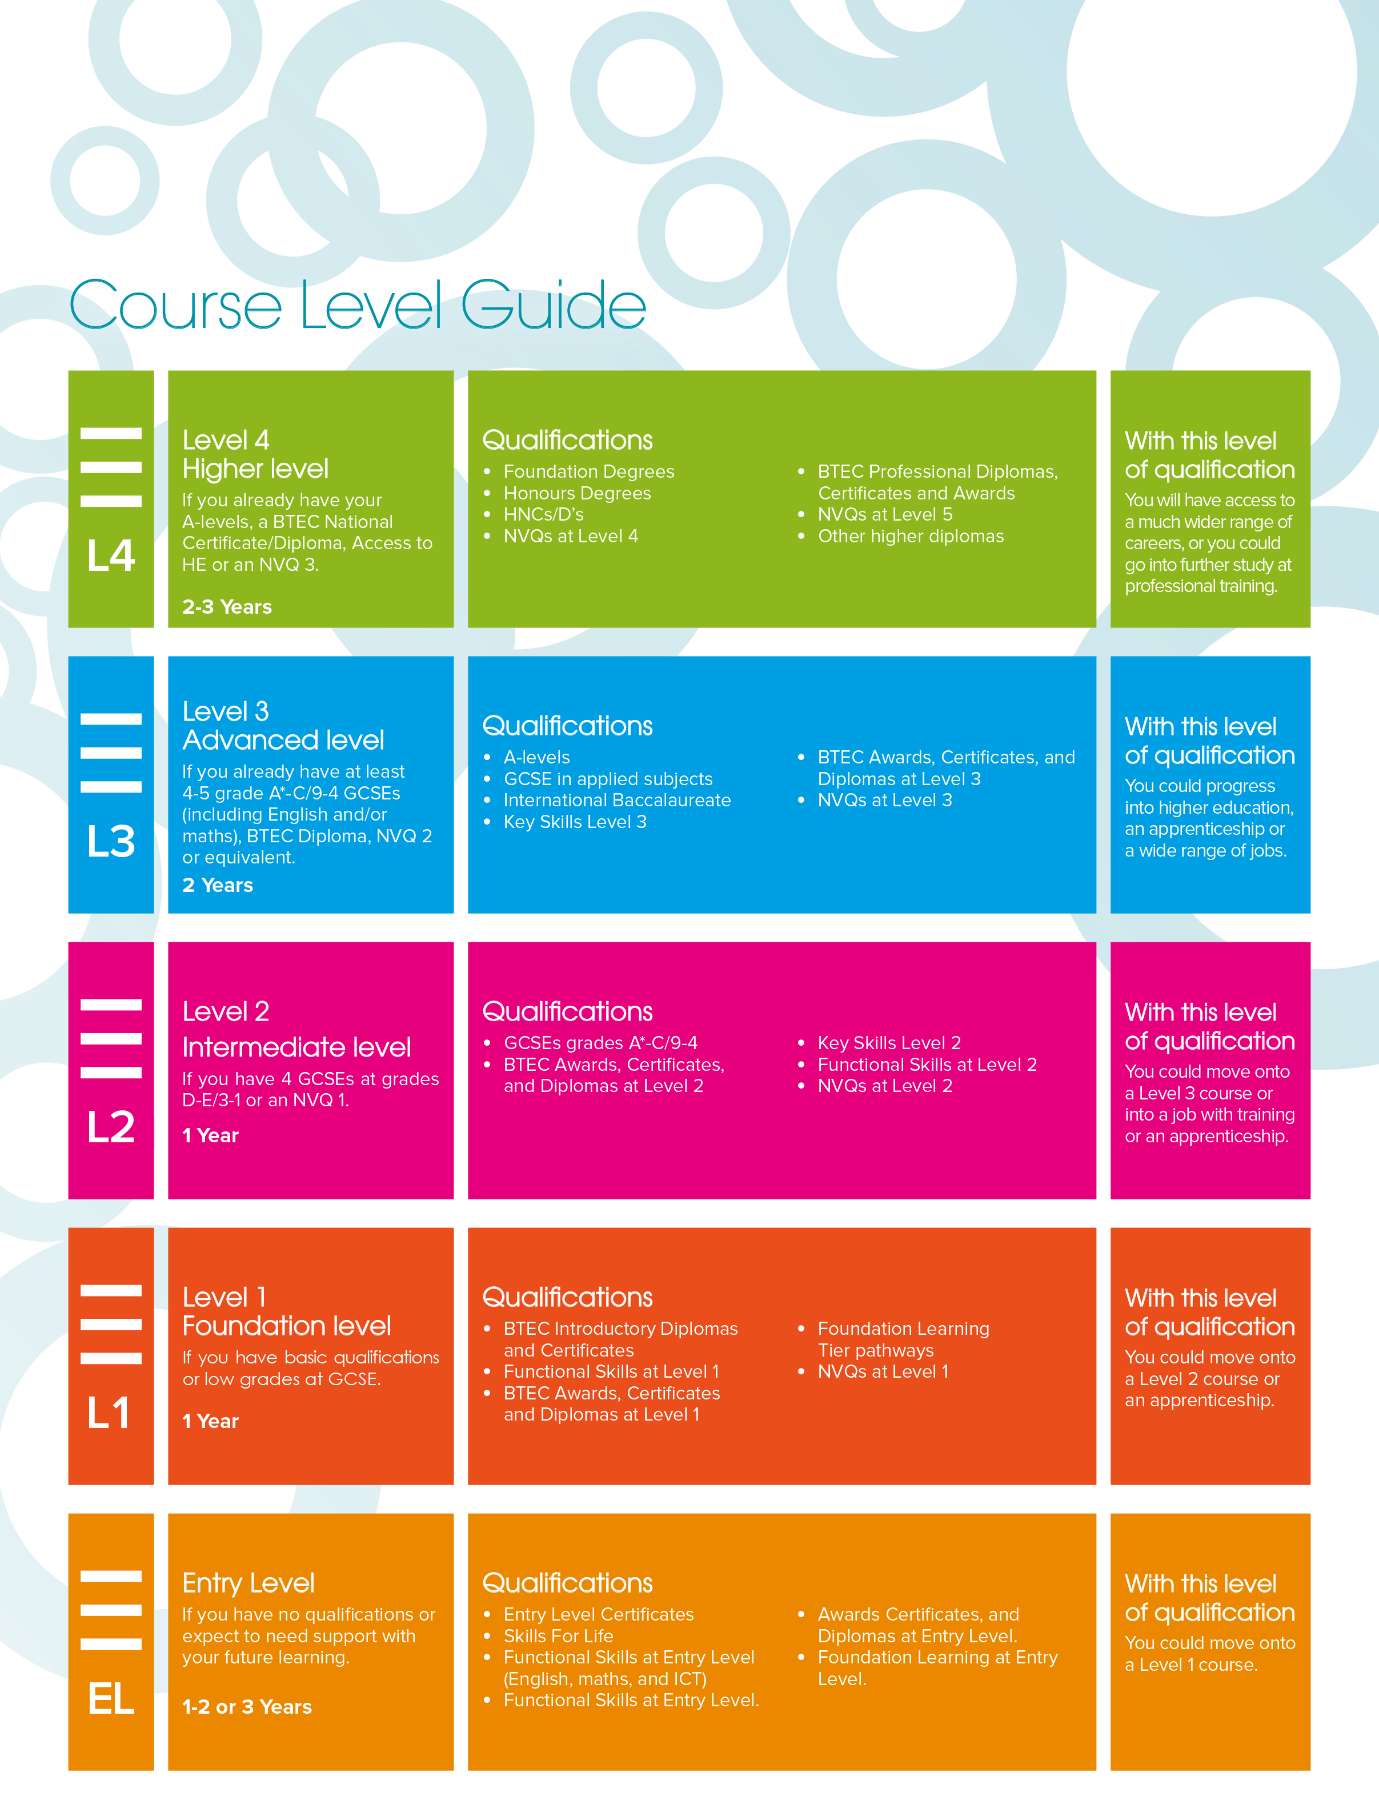 Course Level Guide
L4
Level 4
Higher level
If you already have your
A-levels, a BTEC National
Certificate/Diploma, Access to
HE or an NVQ 3.
2-3 Years
Qualifications
• Foundation Degrees
• Honours Degrees
• HNCs/D's
• NVQs at Level 4
• BTEC Professional Diplomas,
Certificates and Awards
• NVQs at Level 5
• Other higher diplomas
With this level
of qualification
You will have access to
a much wider range of
careers, or you could
go into further study at
professional training.
L3
Level 3
Advanced level
If you already have at least
4-5 grade A*-C/9-4 GCSEs
(including English and/or
maths), BTEC Diploma, NVQ 2
or equivalent.
2 Years
Qualifications
• A-levels
• GCSE in applied subjects
• International Baccalaureate
• Key Skills Level 3
• BTEC Awards, Certificates, and
Diplomas at Level 3
• NVQs at Level 3
With this level
of qualification
You could progress
into higher education,
an apprenticeship or
a wide range of jobs.
L2
Level 2
Intermediate level
If you have 4 GCSEs at grades
D-E/3-1 or an NVQ 1.
1 Year
Qualifications
• GCSEs grades A*-C/9-4
• BTEC Awards, Certificates,
and Diplomas at Level 2
• Key Skills Level 2
• Functional Skills at Level 2
• NVQs at Level 2
With this level
of qualification
You could move onto
a Level 3 course or
into a job with training
or an apprenticeship.
L1
Level 1
Foundation level
If you have basic qualifications
or low grades at GCSE.
1 Year
Qualifications
• BTEC Introductory Diplomas
and Certificates
• Functional Skills at Level 1
• BTEC Awards, Certificates
and Diplomas at Level 1
• Foundation Learning
Tier pathways
• NVQs at Level 1
With this level
of qualification
You could move onto
a Level 2 course or
an apprenticeship.
EL
Entry Level
If you have no qualifications or
expect to need support with
your future learning.
1-2 or 3 Years
Qualifications
• Entry Level Certificates
• Skills For Life
• Functional Skills at Entry Level
(English, maths, and ICT)
• Functional Skills at Entry Level.
• Awards Certificates, and
Diplomas at Entry Level.
• Foundation Learning at Entry
Level.
With this level
of qualification
You could move onto
a Level 1 course.